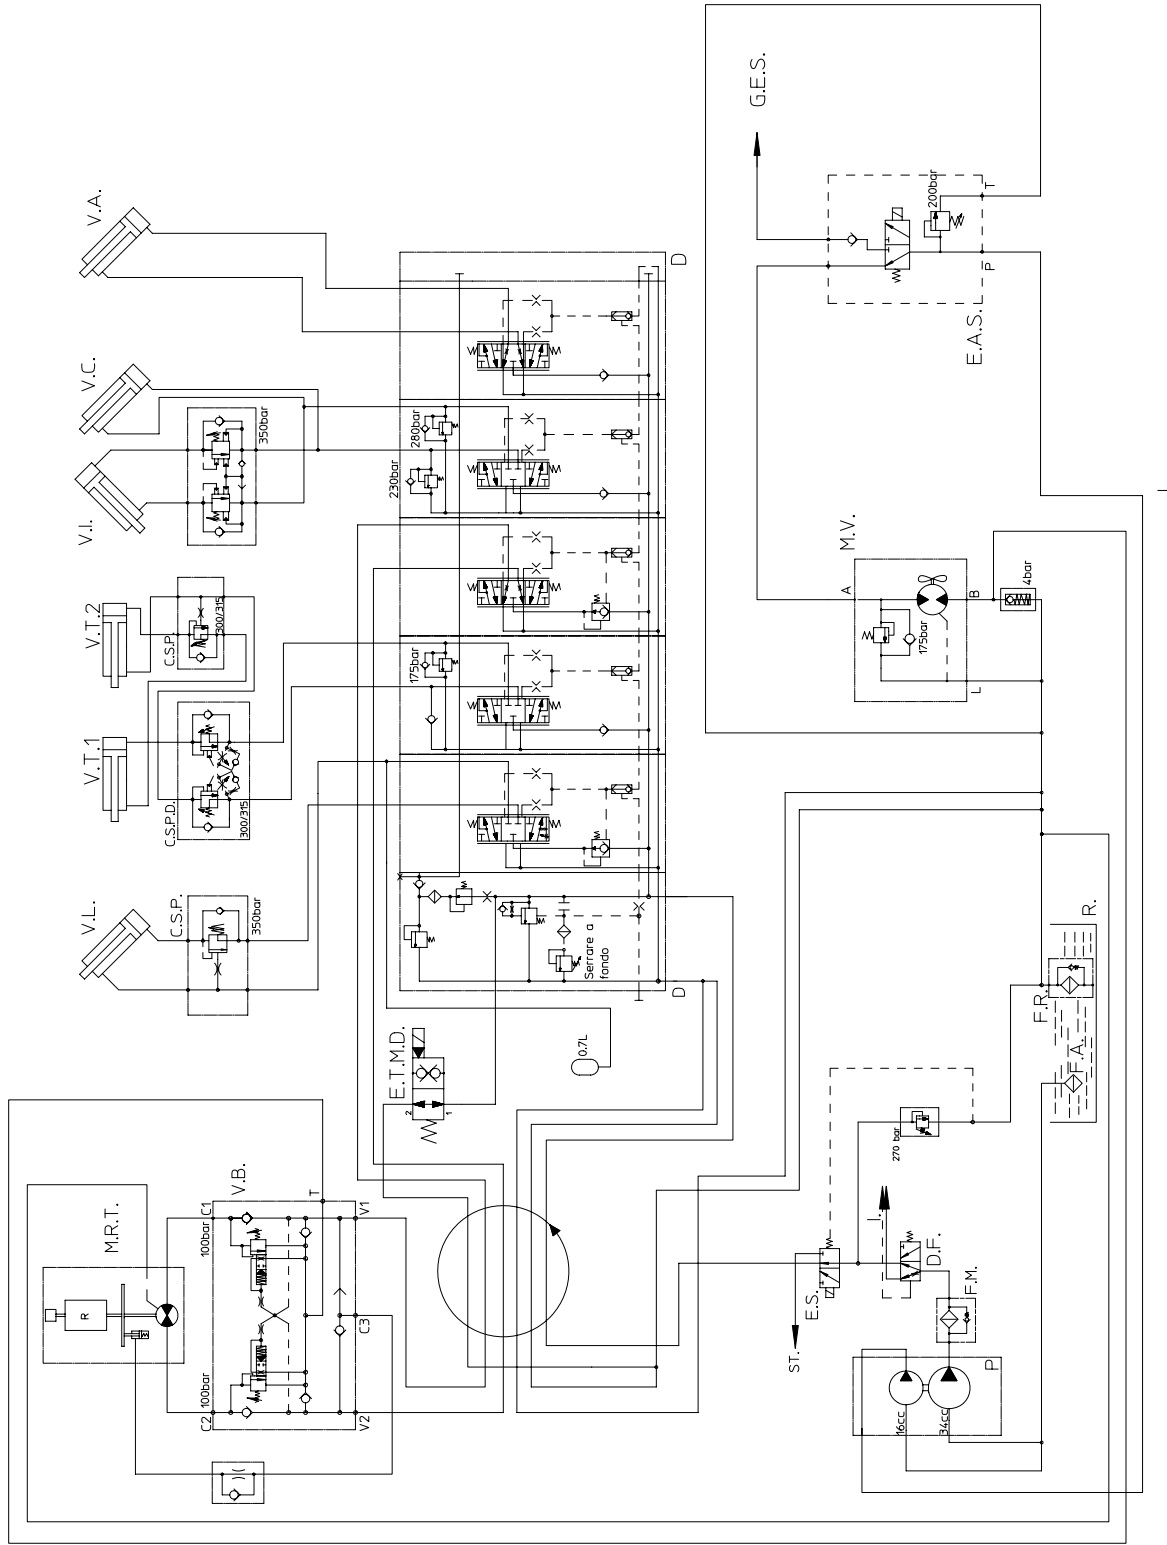 G.E.S.
V.A.
200bar
T
D
V.C.
P
E.A.S.
280bar
350bar
230bar
V.I.
M.V.
A
4bar
B
V.T.2
300/315
C.S.P.
175bar
175bar
L
V.T.1
C.S.P.D.
300/315
V.L.
C.S.P.
350bar
R.
Serrare a
fondo
D
F.R.
0.7L
E.T.M.D.
F.A.
2
1
270 bar
T
V.B.
C1
V1
100bar
M.R.T.
I.
D.F.
E.S.
F.M.
R
C3
ST.
P
100bar
C2
V2
16cc
34cc